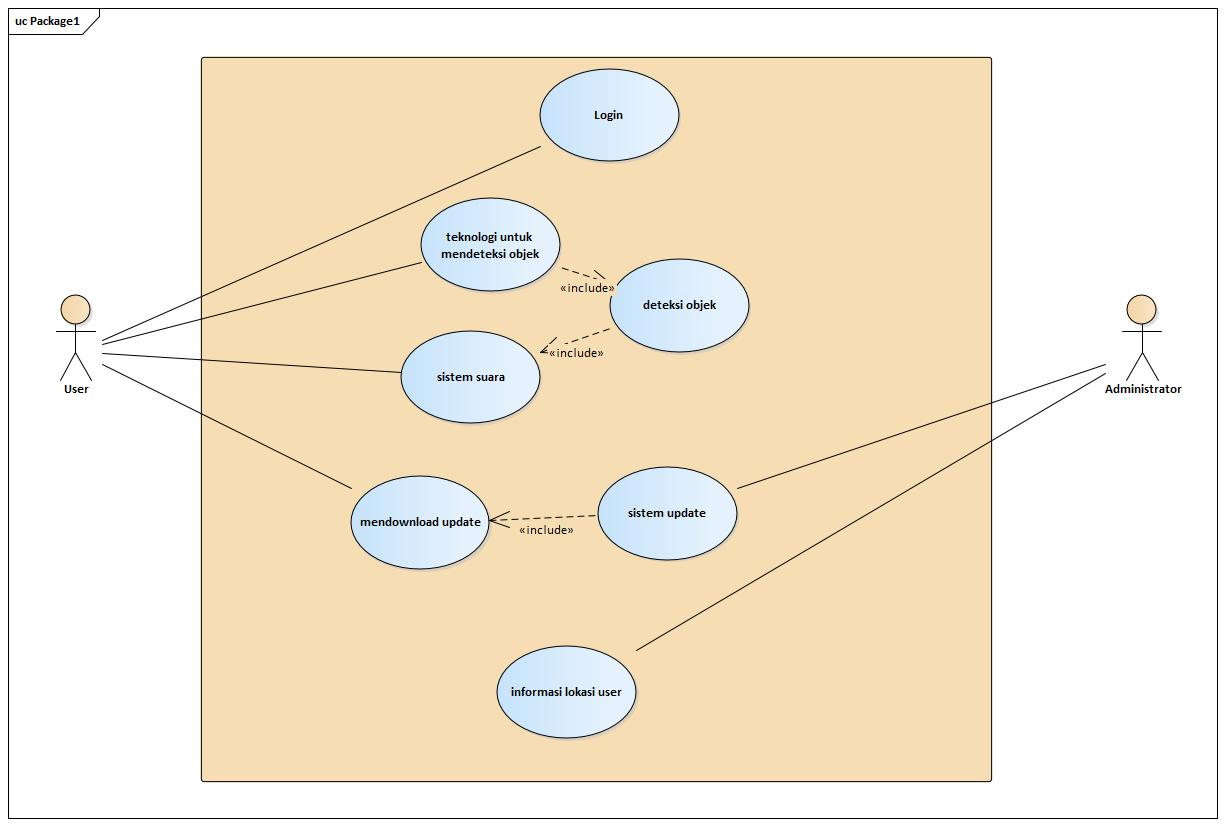 uc Package1
Login
teknologi untuk
mendeteksi objek
«include»
deteksi objek
«include»
sistem suara
User
Administrator
mendownload update
«include»
sistem update
informasi lokasi user